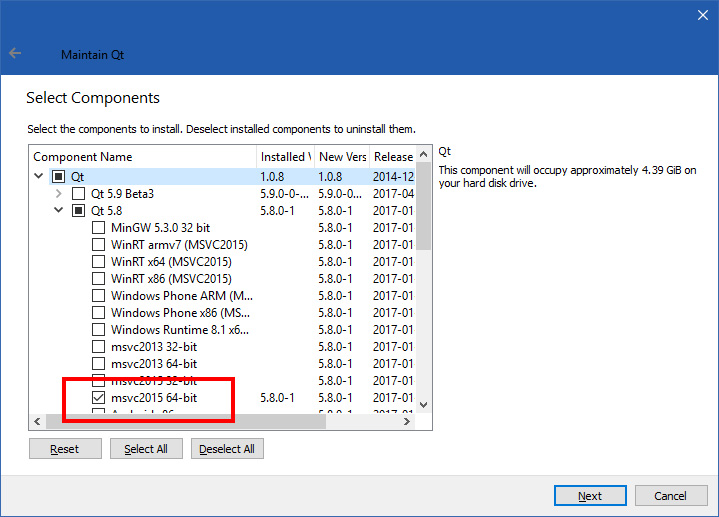 Maintain Qt
Select Components
Select the components to install. Deselect installed components to uninstall them.
Component Name Installed V New Vers Release
Qt 1.0.8 1.0.8 2014-12
Qt 5.9 Beta3 5.9.0-0-... 5.9.0-0... 2017-04
Qt 5.8 5.8.0-1 5.8.0-1 2017-01
MinGW 5.3.0 32 bit 5.8.0-1 2017-01
WinRT armv7 (MSVC2015) 5.8.0-1 2017-01
WinRT x64 (MSVC2015) 5.8.0-1 2017-01
WinRT x86 (MSVC2015) 5.8.0-1 2017-01
Windows Phone ARM (M... 5.8.0-1 2017-01
Windows Phone x86 (MS... 5.8.0-1 2017-01
Windows Runtime 8.1 x6... 5.8.0-1 2017-01
msvc2013 32-bit 5.8.0-1 2017-01
msvc2013 64-bit 5.8.0-1 2017-01
msvc2015 32-bit 5.8.0-1 2017-01
msvc2015 64-bit 5.8.0-1 5.8.0-1 2017-01
5.8.0-1 2017-01
Qt
This component will occupy approximately 4.39 GiB on
your hard disk drive.
Reset Select All Deselect All
Next Cancel